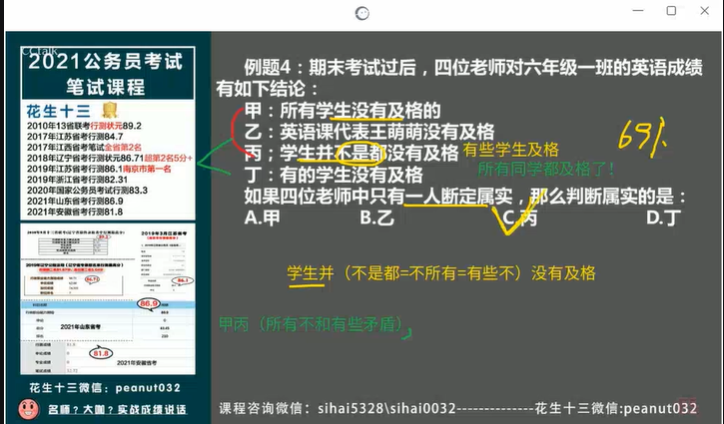 CCtalk
2021公务员考试
笔试课程
花生十三
2010年13省联考行测状元89.2
2017年江苏省考行测84.7
2017年江西省考笔试全省第2名
2018年辽宁省考行测状元86.71超第2名5分+
2019年江苏省考行测86.1南京市第一名
2019年浙江省考行测82.31
2020年国家公务员考试行测83.3
2021年山东省考行测86.9
2021年安徽省考行测81.8
86.9
2021年山东省考
81.8
2021年安徽省考
花生十三微信：peanut032
名师？大咖？实战成绩说话
例题4：期末考试过后，四位老师对六年级一班的英语成绩
有如下结论：
甲：所有学生没有及格的
乙：英语课代表王萌萌没有及格
丙；学生并不是都没有及格 有些学生及格
丁：有的学生没有及格 所有同学都及格了！
69%
如果四位老师中只有一人断定属实，那么判断属实的是：
A.甲 B.乙 C.丙 D.丁
学生并（不是都=不所有=有些不）没有及格
甲丙（所有不和有些矛盾）,
课程咨询微信：sihai5328\sihai0032--------------花生十三微信:peanut032